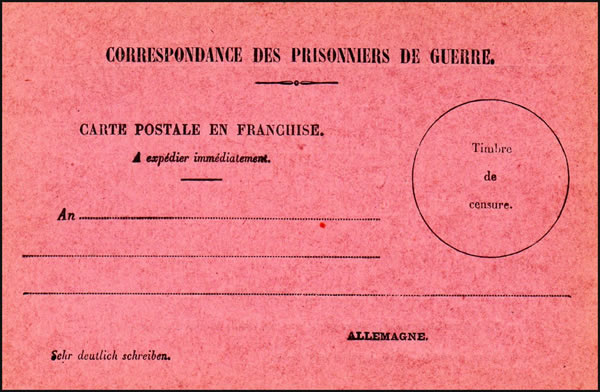 CORRESPONDANCE DES PRISONNIERS DE GUERRE.
CARTE POSTALE EN FRANCHISE.
A expédier immédiatement.
Timbre
de
censure.
An
ALLEMAGNE.
Sehr deutlich schreiben.